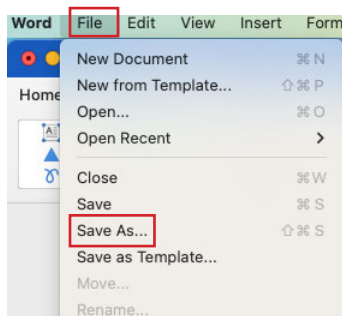 Word File Edit View Insert Form
New Document ⌘ N
Home
New from Template... ⇧ ⌘ P
Open... ⌘ O
A
Open Recent >
Close ⌘ W
Save ⌘ S
Save As... ⇧ ⌘ S
Save as Template...
Move...
Rename...